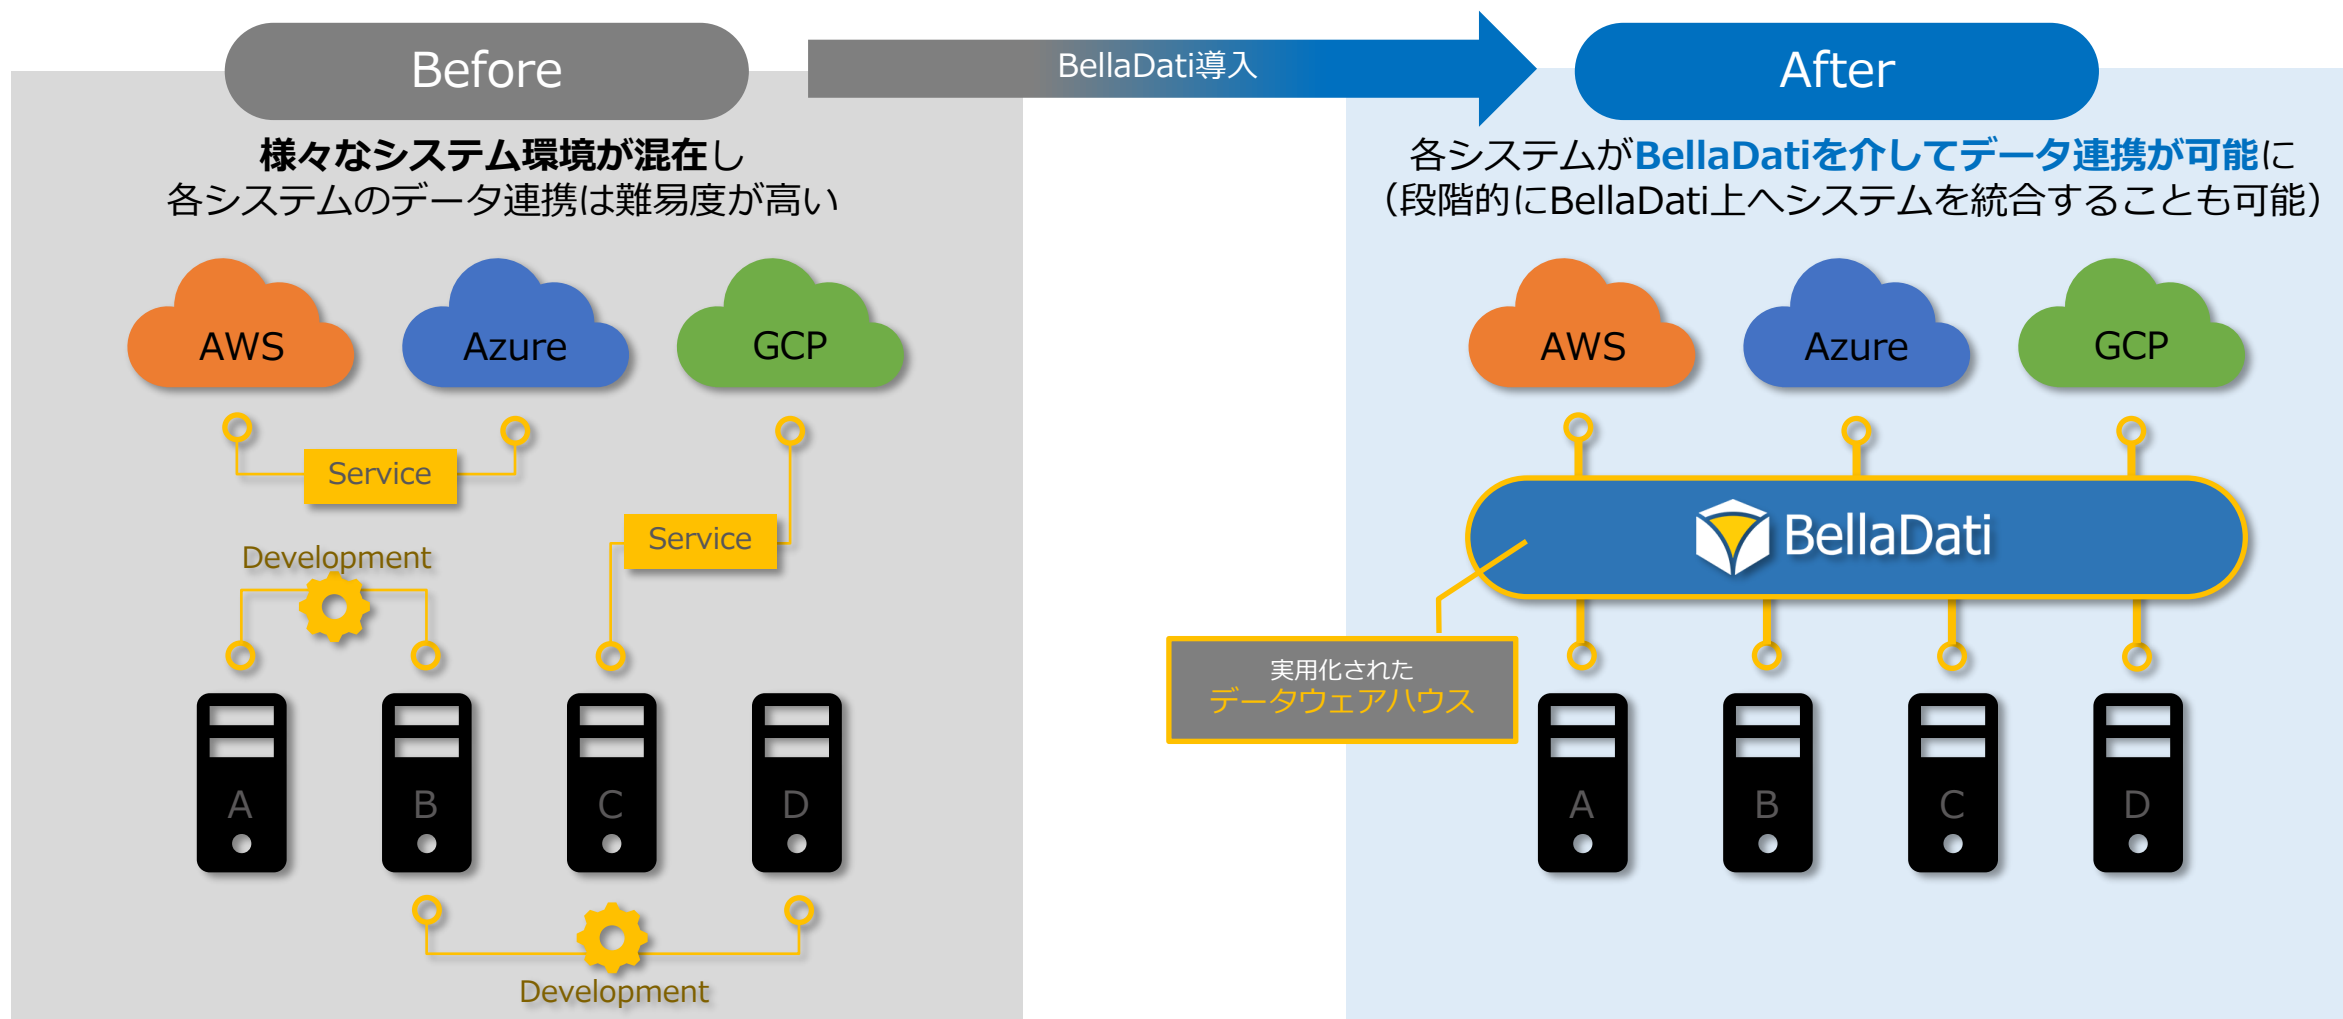 Before
BellaDati導入
After
様々なシステム環境が混在し
各システムのデータ連携は難易度が高い
各システムがBellaDatiを介してデータ連携が可能に
（段階的にBellaDati上へシステムを統合することも可能）
AWS
Azure
GCP
Service
Service
Development
A
B
C
D
Development
AWS
Azure
GCP
BellaDati
実用化された
データウェアハウス
A
B
C
D